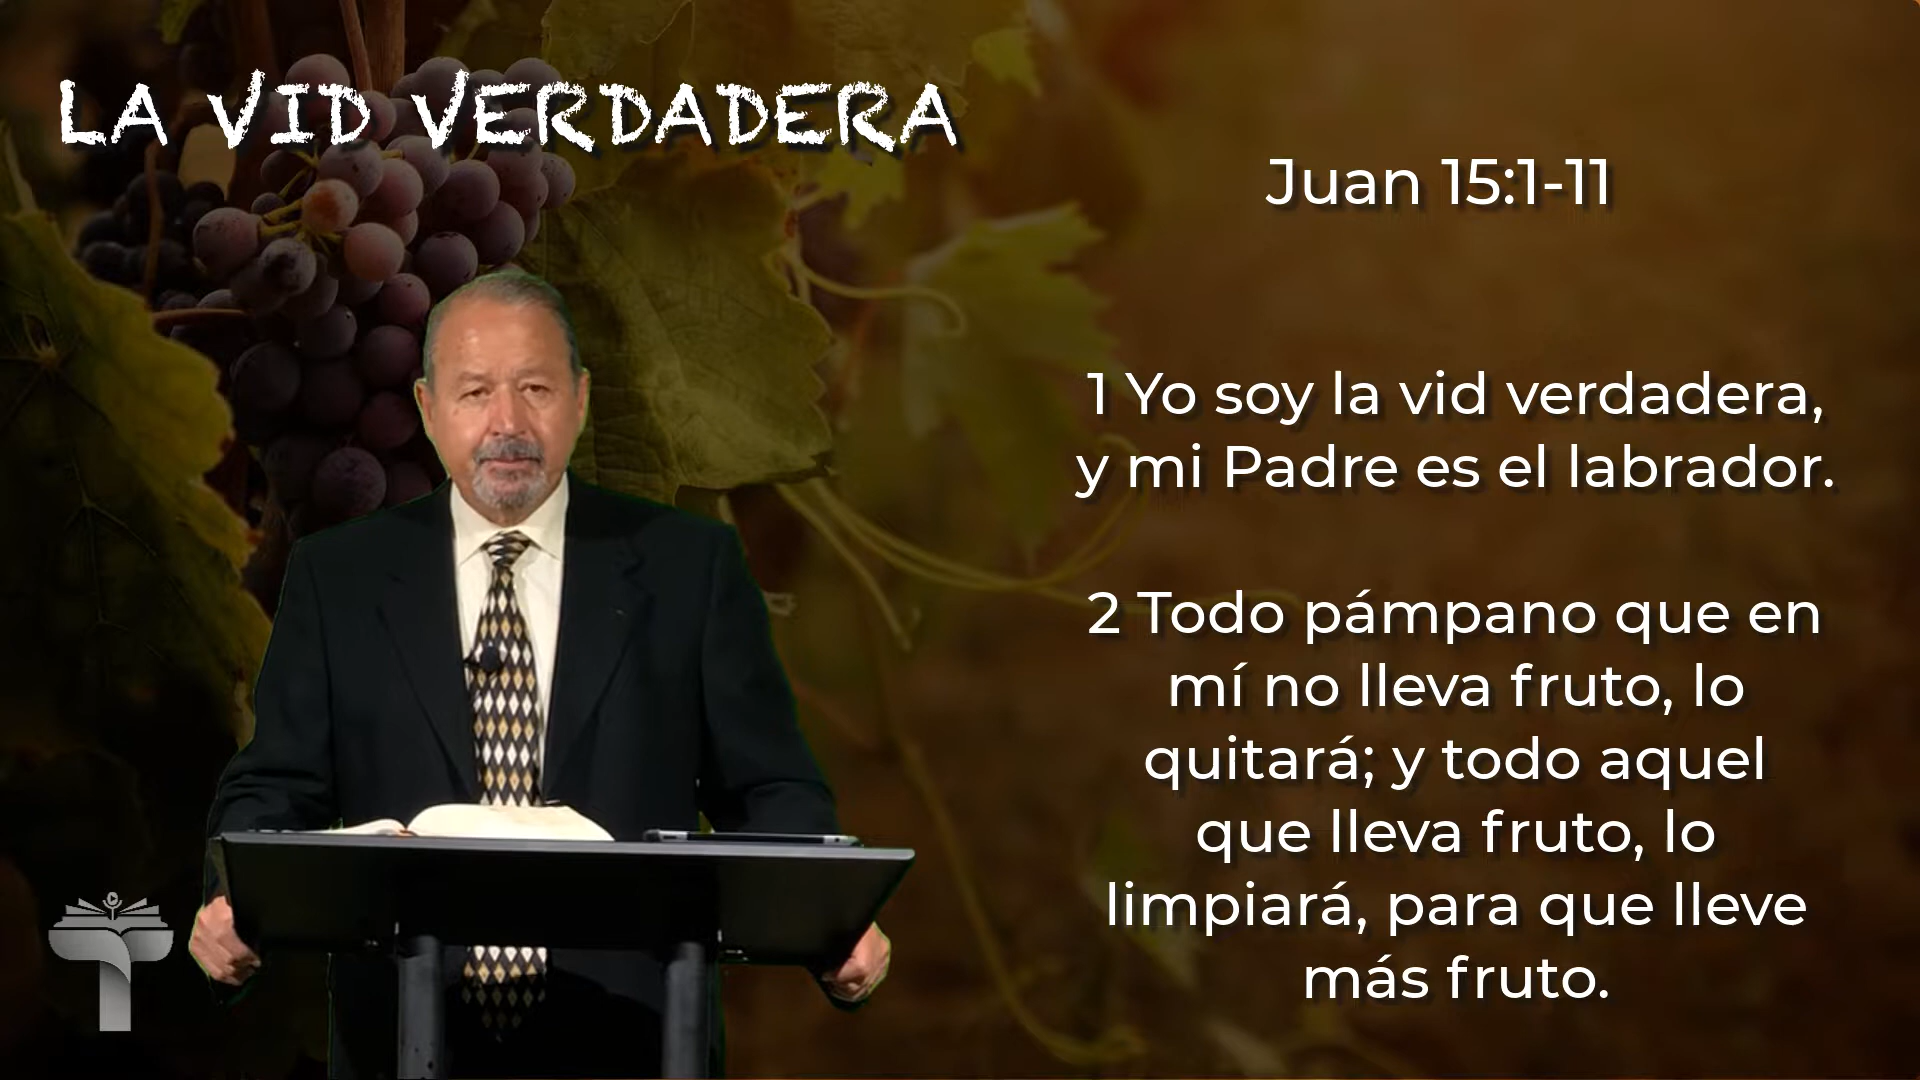 LA VID VERDADERA
Juan 15:1-11
1 Yo soy la vid verdadera,
y mi Padre es el labrador.
2 Todo pámpano que en
mí no lleva fruto, lo
quitará; y todo aquel
que lleva fruto, lo
limpiará, para que lleve
más fruto.